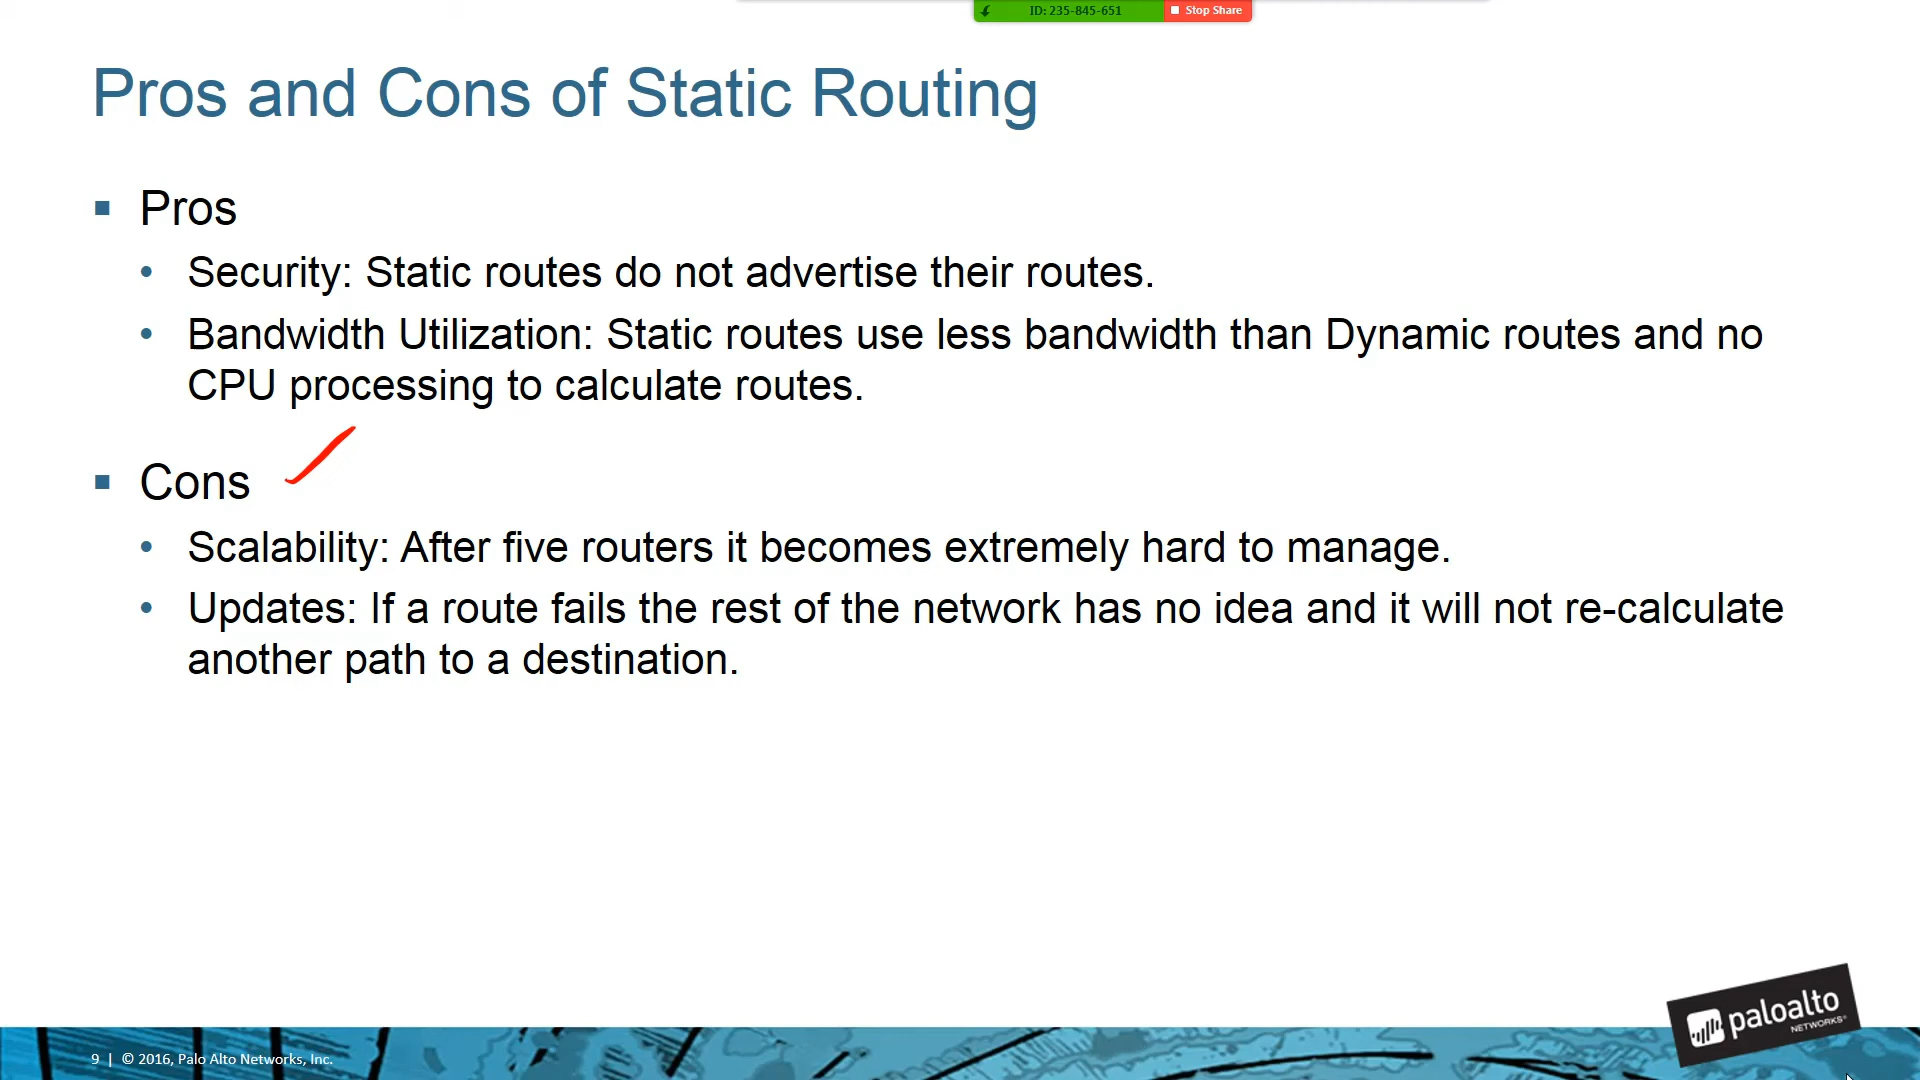 ID: 235-845-651 Stop Share
Pros and Cons of Static Routing
Pros
Security: Static routes do not advertise their routes.
Bandwidth Utilization: Static routes use less bandwidth than Dynamic routes and no
CPU processing to calculate routes.
Cons
Scalability: After five routers it becomes extremely hard to manage.
Updates: If a route fails the rest of the network has no idea and it will not re-calculate
another path to a destination.
paloalto
NETWORKS®
9 | © 2016, Palo Alto Networks, Inc.